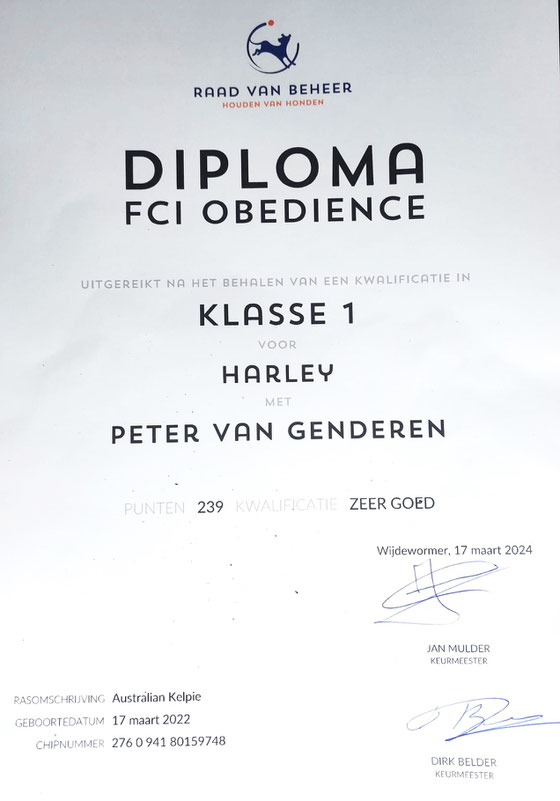 RAAD VAN BEHEER
HOUDEN VAN HONDEN
DIPLOMA
FCI OBEDIENCE
UITGEREIKT NA HET BEHALEN VAN EEN KWALIFICATIE IN
KLASSE 1
VOOR
HARLEY
MET
PETER VAN GENDEREN
PUNTEN 239 KWALIFICATIE ZEER GOED
Wijdewormer, 17 maart 2024
JAN MULDER
KEURMEESTER
RASOMSCHRIJVING Australian Kelpie
GEBOORTEDATUM 17 maart 2022
CHIPNUMMER 276 0 941 80159748
DIRK BELDER
KEURMEESTER